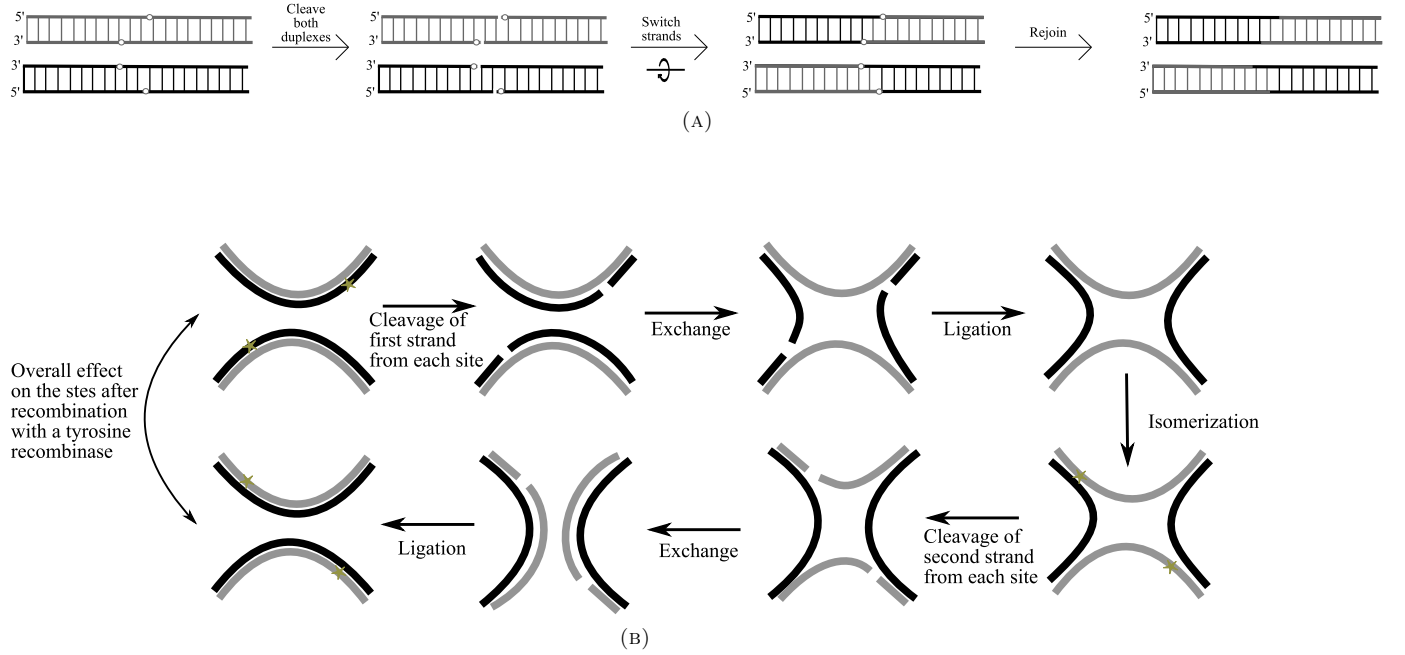 5'
3'
3'
5'
Cleave
both
duplexes
5'
3'
3'
5'
Switch
strands
5'
3'
3'
5'
Rejoin
5'
3'
3'
5'
(A)
Cleavage of
first strand
from each site
Exchange
Ligation
Overall effect
on the stes after
recombination
with a tyrosine
recombinase
Isomerization
Ligation
Exchange
Cleavage of
second strand
from each site
(B)